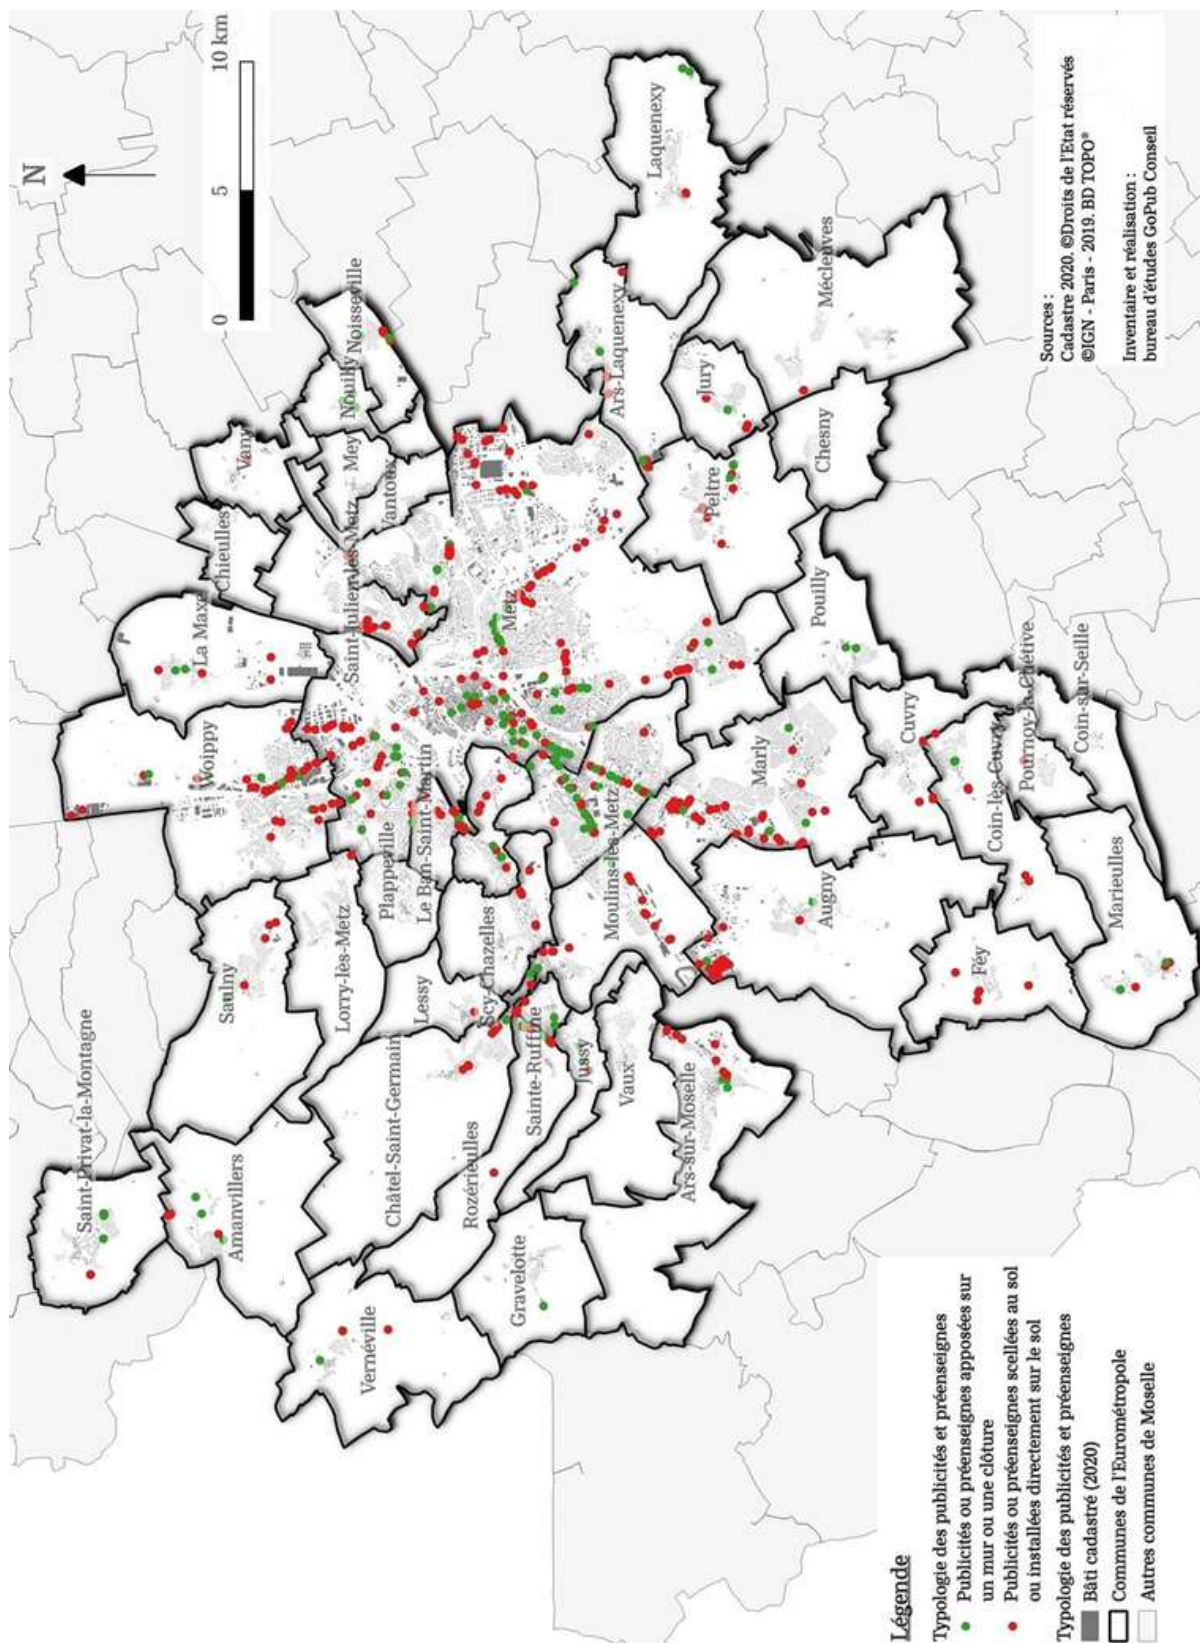 N
0 5 10 km
Saint-Privat-la-Montagne
Amanvillers
Vernéville
Gravelotte
Rozérieulles
Châtel-Saint-Germain
Saulny
Lorry-lès-Metz
Lessy
Plappeville
Le Ban-Saint-Martin
Scy-Chazelles
Sainte-Ruffine
Jussy
Vaux
Ars-sur-Moselle
Moulins-lès-Metz
Woippy
La Maxe
Chieulles
Vany
Saint-Julien-lès-Metz
Mey
Vantoux
Nouilly
Noisseville
Metz
Ars-Laquenexy
Laquenexy
Jury
Peltre
Mécleuves
Chesny
Pouilly
Marly
Augny
Cuvry
Coin-lès-Cuvry
Pournoy-la-Chétive
Coin-sur-Seille
Féy
Marieulles
Légende
Typologie des publicités et préenseignes
Publicités ou préenseignes apposées sur
un mur ou une clôture
Publicités ou préenseignes scellées au sol
ou installées directement sur le sol
Typologie des publicités et préenseignes
Bâti cadastré (2020)
Communes de l'Eurométropole
Autres communes de Moselle
Sources :
Cadastre 2020. ©Droits de l'Etat réservés
©IGN - Paris - 2019. BD TOPO®
Inventaire et réalisation :
bureau d'études GoPub Conseil